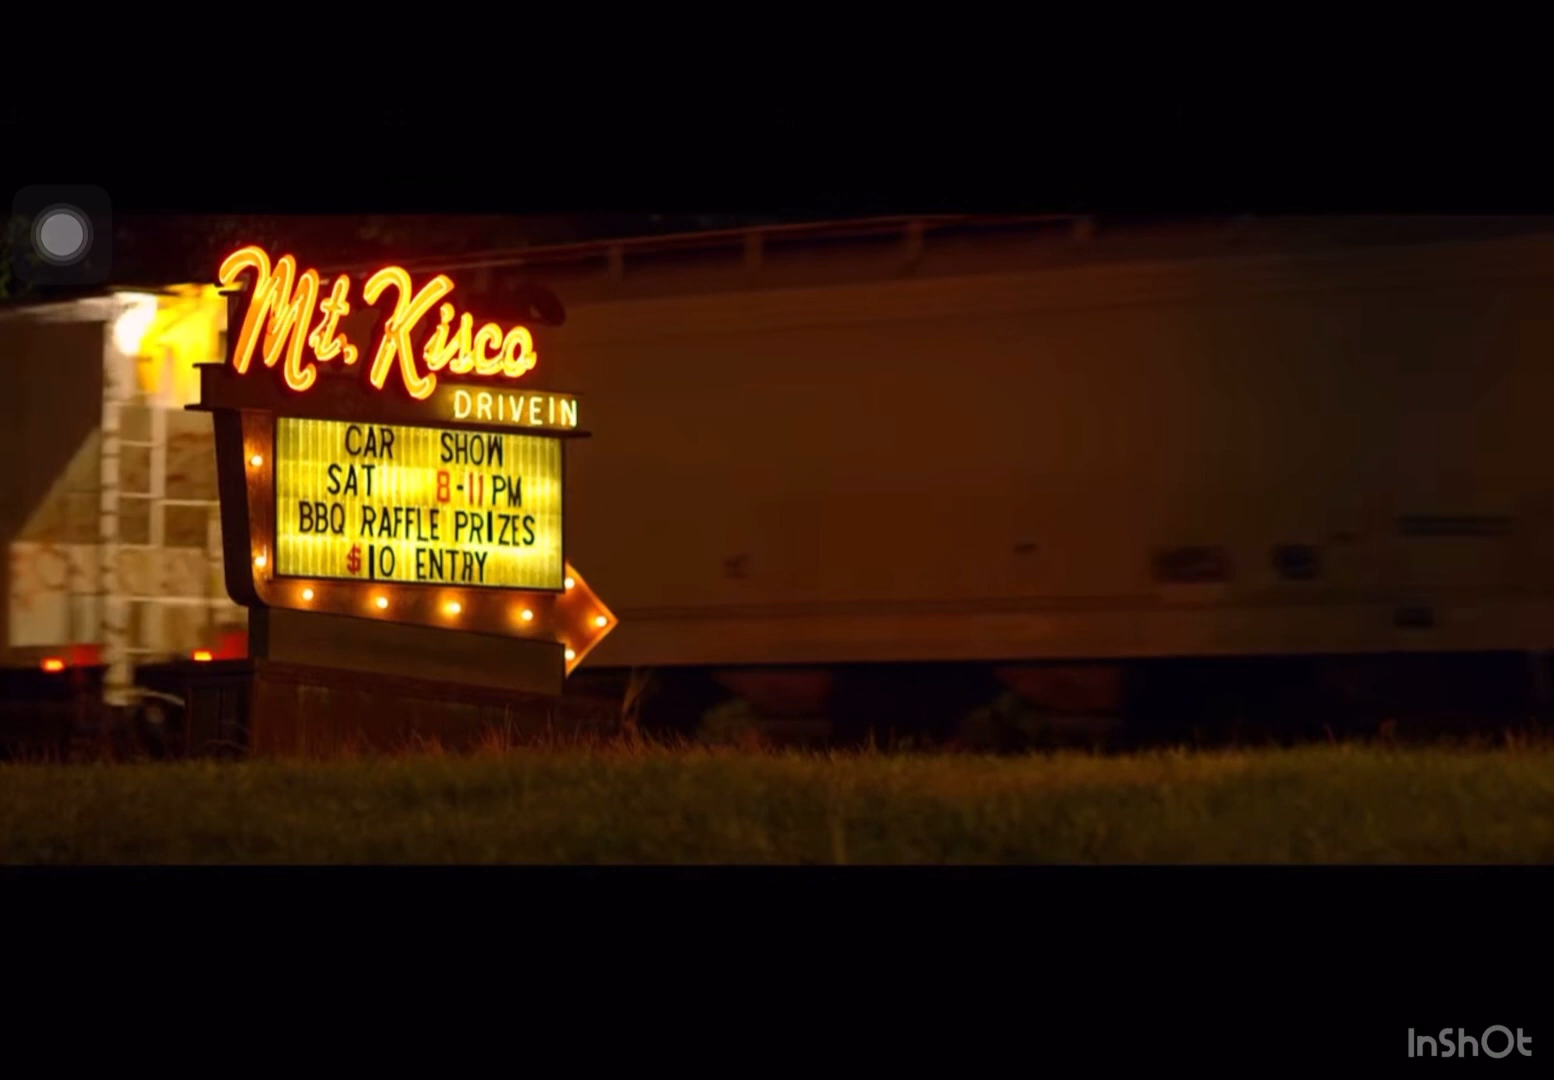 Mt. Kisco
DRIVEIN
CAR SHOW
SAT 8-11 PM
BBQ RAFFLE PRIZES
$10 ENTRY
InShOt